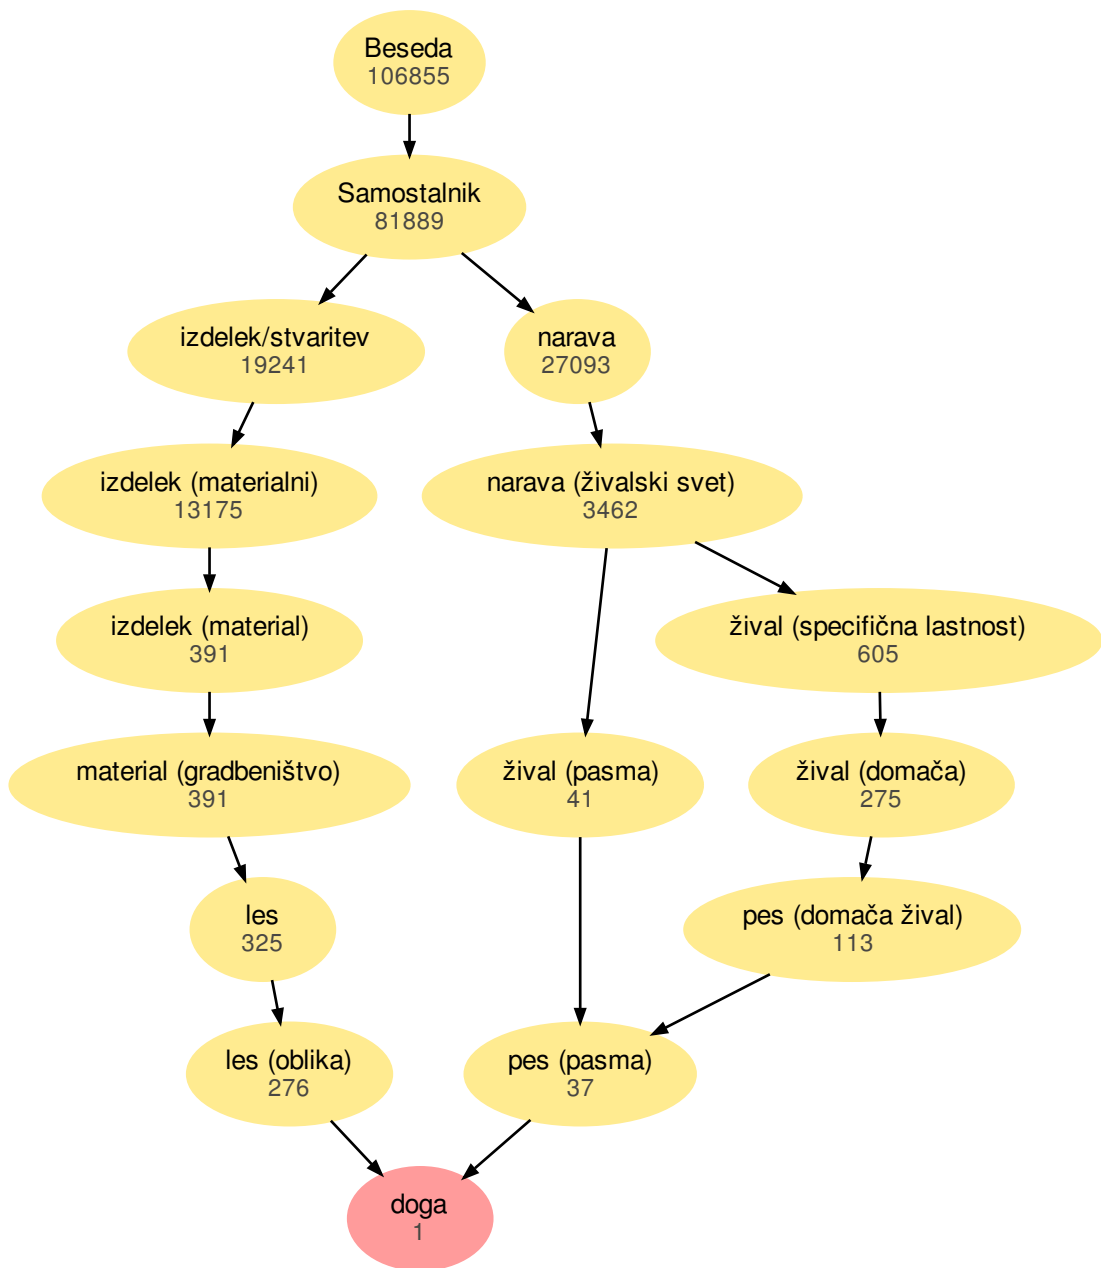 Beseda
106855
Samostalnik
81889
izdelek/stvaritev
19241
narava
27093
izdelek (materialni)
13175
narava (živalski svet)
3462
izdelek (material)
391
žival (specifična lastnost)
605
material (gradbeništvo)
391
žival (pasma)
41
žival (domača)
275
les
325
pes (domača žival)
113
les (oblika)
276
pes (pasma)
37
doga
1